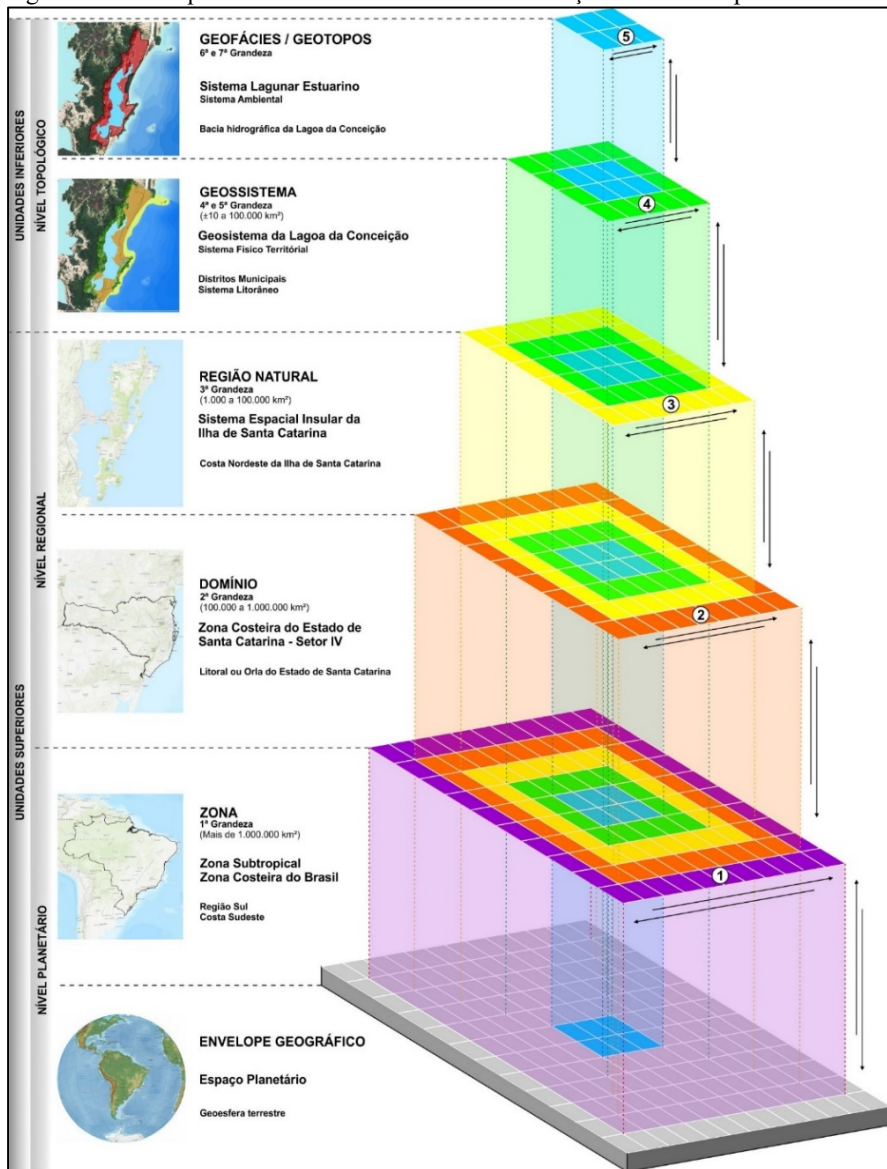 GEOFÁCIES / GEOTOPOS
6ª e 7ª Grandeza
Sistema Lagunar Estuarino
Sistema Ambiental
Bacia hidrográfica da Lagoa da Conceição
GEOSSISTEMA
4ª e 5ª Grandeza
(±10 a 100.000 km²)
Geosistema da Lagoa da Conceição
Sistema Físico Territórial
Distritos Municipais
Sistema Litorâneo
REGIÃO NATURAL
3ª Grandeza
(1.000 a 100.000 km²)
Sistema Espacial Insular da
Ilha de Santa Catarina
Costa Nordeste da Ilha de Santa Catarina
DOMÍNIO
2ª Grandeza
(100.000 a 1.000.000 km²)
Zona Costeira do Estado de
Santa Catarina - Setor IV
Litoral ou Orla do Estado de Santa Catarina
ZONA
1ª Grandeza
(Mais de 1.000.000 km²)
Zona Subtropical
Zona Costeira do Brasil
Região Sul
Costa Sudeste
ENVELOPE GEOGRÁFICO
Espaço Planetário
Geoesfera terrestre
UNIDADES INFERIORES
NÍVEL TOPOLÓGICO
NÍVEL REGIONAL
UNIDADES SUPERIORES
NÍVEL PLANETÁRIO
5
4
3
2
1